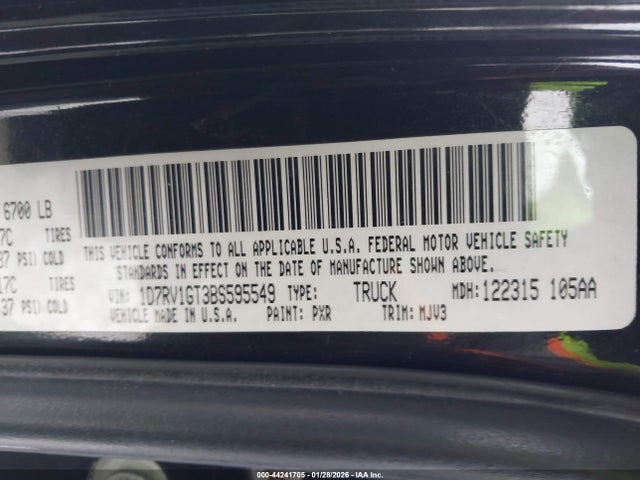 6700 LB
7C TIRES
37 PSI) COLD
17C TIRES
37 PSI) COLD
THIS VEHICLE CONFORMS TO ALL APPLICABLE U.S.A. FEDERAL MOTOR VEHICLE SAFETY
STANDARDS IN EFFECT ON THE DATE OF MANUFACTURE SHOWN ABOVE.
VIN: 1D7RV1GT3BS595549 TYPE: TRUCK MDH: 122315 105AA
VEHICLE MADE IN U.S.A. PAINT: PXR TRIM: MJV3
000-44241705 - 01/28/2026 - IAA Inc.